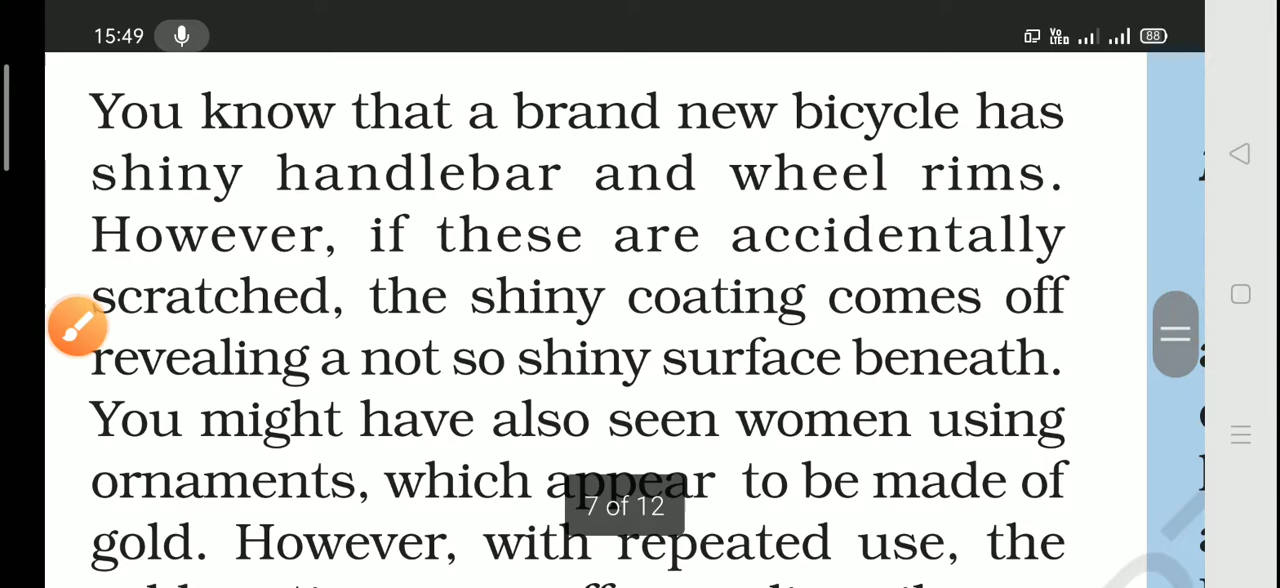 15:49
Vo LTED
88
You know that a brand new bicycle has
shiny handlebar and wheel rims.
However, if these are accidentally
scratched, the shiny coating comes off
revealing a not so shiny surface beneath.
You might have also seen women using
ornaments, which appear to be made of
7 of 12
gold. However, with repeated use, the